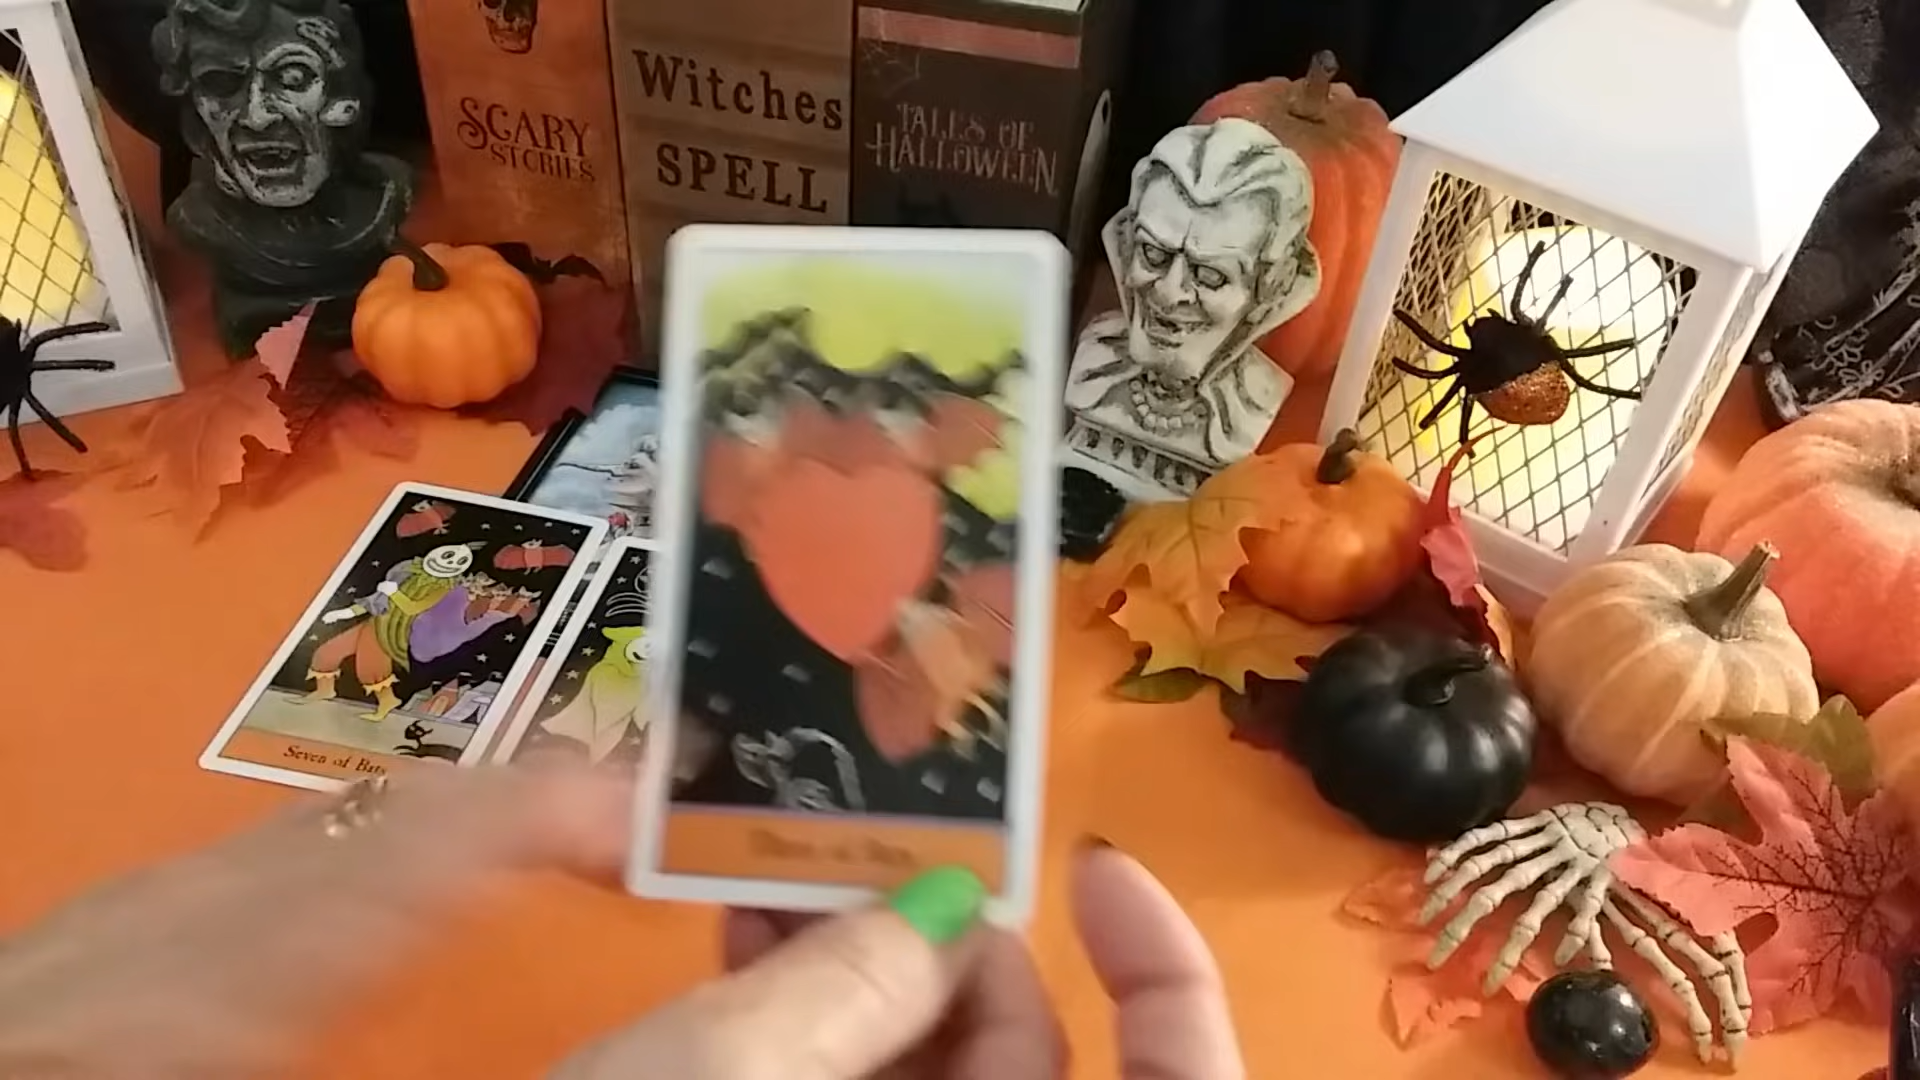 SCARY
STORIES
Witches
SPELL
TALES OF
HALLOWEEN
Seven of Bats